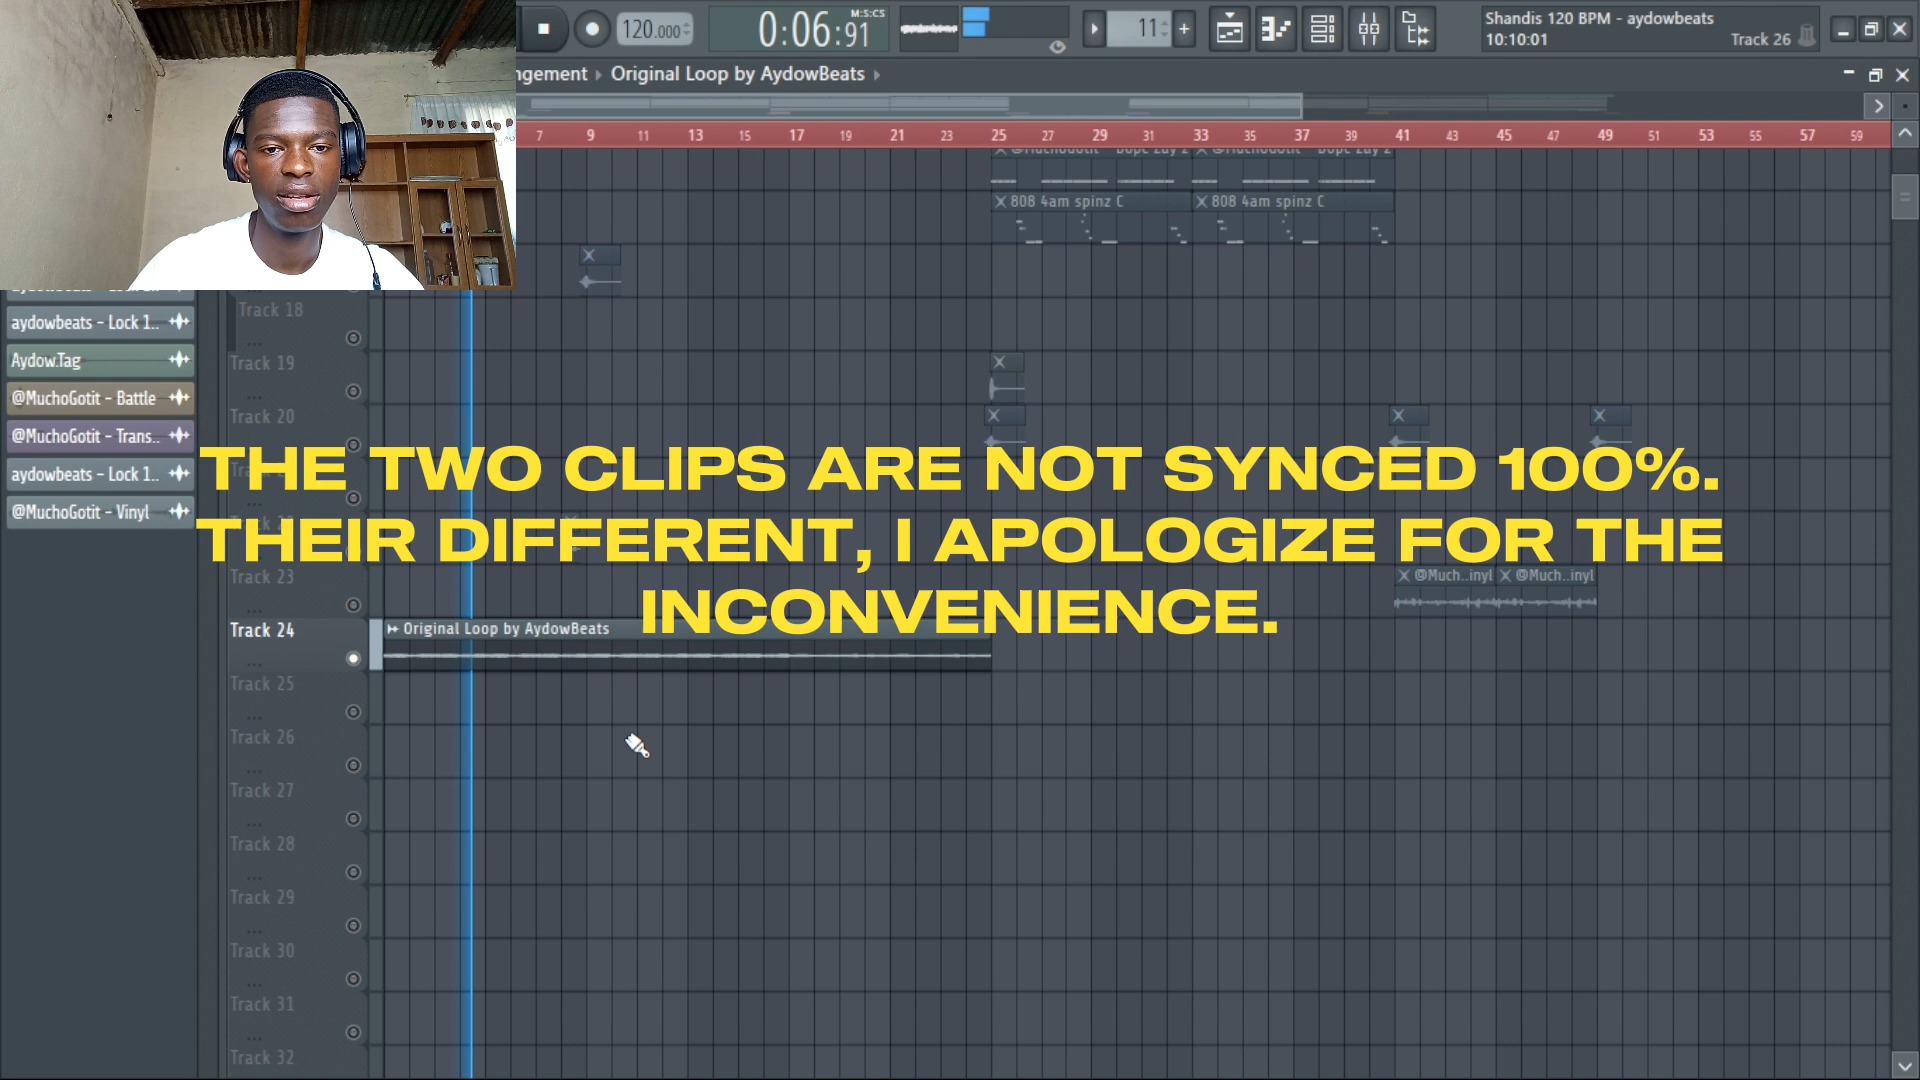 120.000
M:S:CS
0:06:91
11
Shandis 120 BPM - aydowbeats
10:10:01
Track 26
ngement
Original Loop by AydowBeats
7 9 11 13 15 17 19 21 23 25 27 29 31 33 35 37 39 41 43 45 47 49 51 53 55 57 59
808 4am spinz C
808 4am spinz C
Track 18
aydowbeats - Lock 1..
Track 19
Aydow.Tag
@MuchoGotit - Battle
Track 20
@MuchoGotit - Trans..
aydowbeats - Lock 1..
@MuchoGotit - Vinyl
THE TWO CLIPS ARE NOT SYNCED 100%.
THEIR DIFFERENT, I APOLOGIZE FOR THE
INCONVENIENCE.
Track 23
@Much..inyl
@Much..inyl
Track 24
Original Loop by AydowBeats
Track 25
Track 26
Track 27
Track 28
Track 29
Track 30
Track 31
Track 32